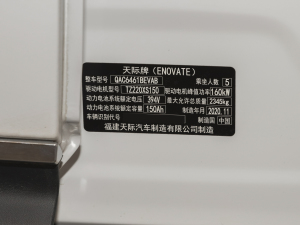 天际牌（ENOVATE）
整车型号 QAC6461BEVAB 乘坐人数 5
驱动电机型号 TZ220XS150 驱动电机峰值功率 160kW
动力电池系统额定电压 394V 最大允许总质量 2345kg
动力电池系统额定容量 150Ah 制造年月 2020.11
车辆识别代号 制造国 中国
福建天际汽车制造有限公司制造